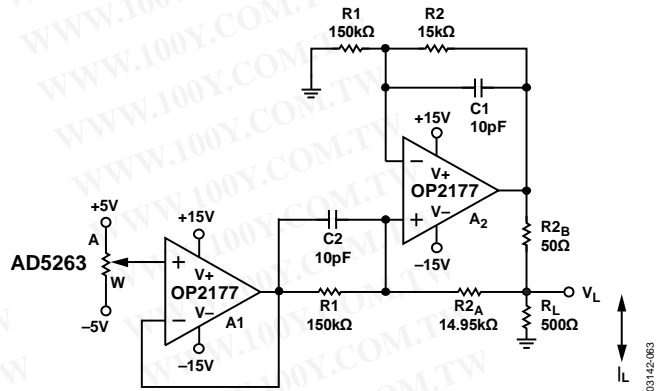 R1
150kΩ
R2
15kΩ
C1
10pF
+15V
V+
OP2177
V–
A2
–15V
+5V
A
AD5263
W
–5V
+15V
V+
OP2177
V–
A1
–15V
C2
10pF
R1
150kΩ
R2A
14.95kΩ
R2B
50Ω
VL
RL
500Ω
IL
03142-063
WWW.100Y.COM.TW